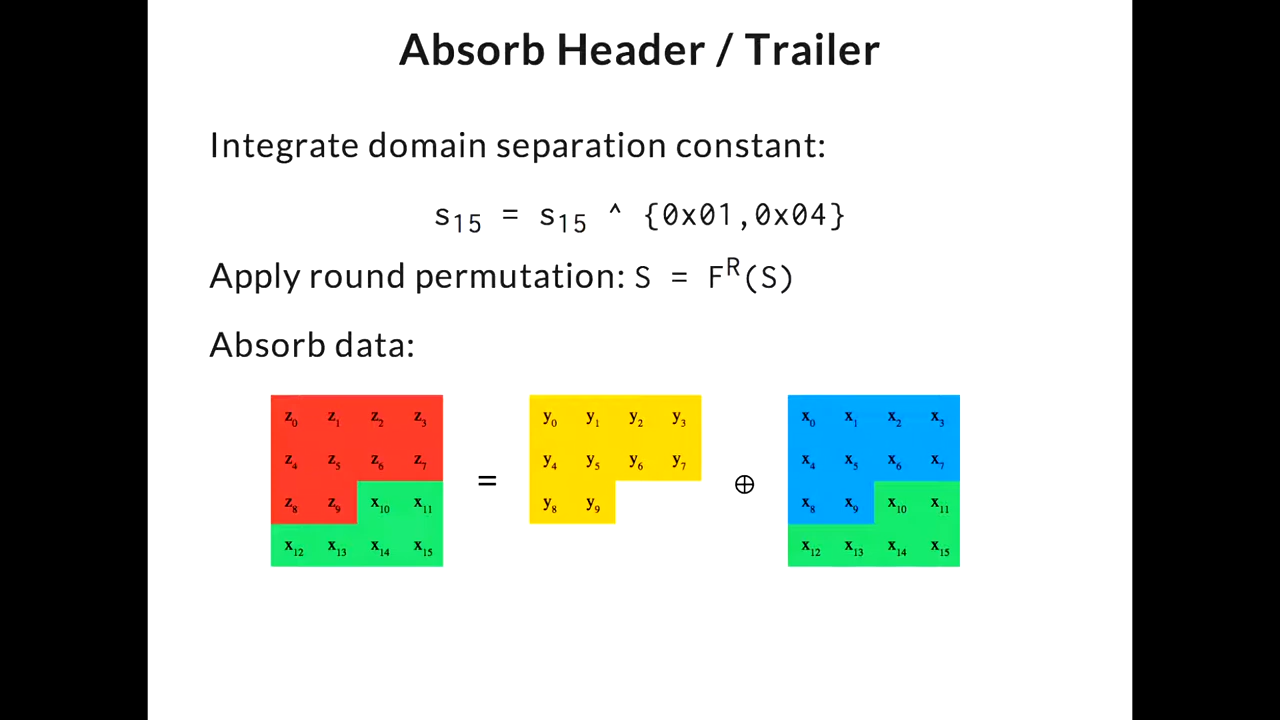 Absorb Header / Trailer
Integrate domain separation constant:
s₁₅ = s₁₅ ^ {0x01,0x04}
Apply round permutation: S = Fᴿ(S)
Absorb data:
z₀ z₁ z₂ z₃ y₀ y₁ y₂ y₃ x₀ x₁ x₂ x₃
z₄ z₅ z₆ z₇ y₄ y₅ y₆ y₇ x₄ x₅ x₆ x₇
= ⊕
z₈ z₉ x₁₀ x₁₁ y₈ y₉ x₈ x₉ x₁₀ x₁₁
x₁₂ x₁₃ x₁₄ x₁₅ x₁₂ x₁₃ x₁₄ x₁₅